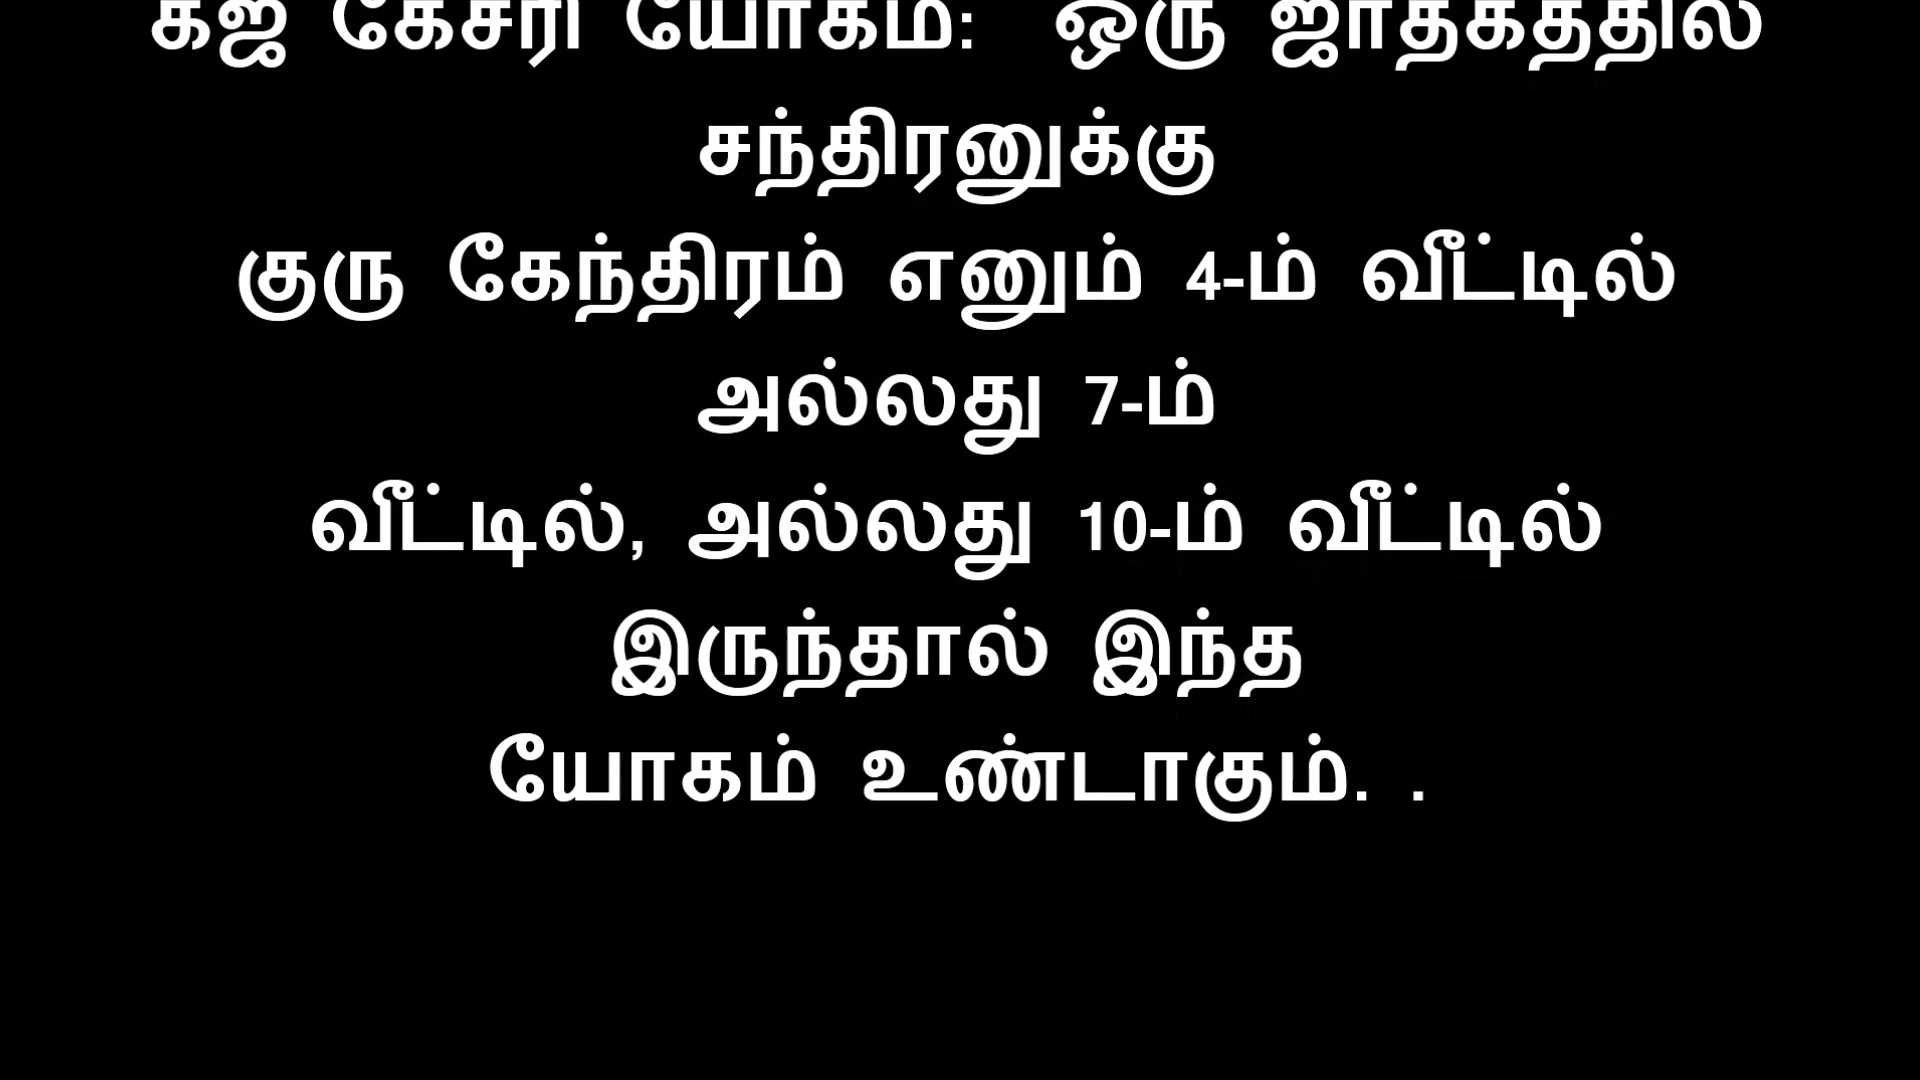 கஜ கேசரி யோகம்: ஒரு ஜாதகத்தில்
சந்திரனுக்கு
குரு கேந்திரம் எனும் 4-ம் வீட்டில்
அல்லது 7-ம்
வீட்டில், அல்லது 10-ம் வீட்டில்
இருந்தால் இந்த
யோகம் உண்டாகும். .